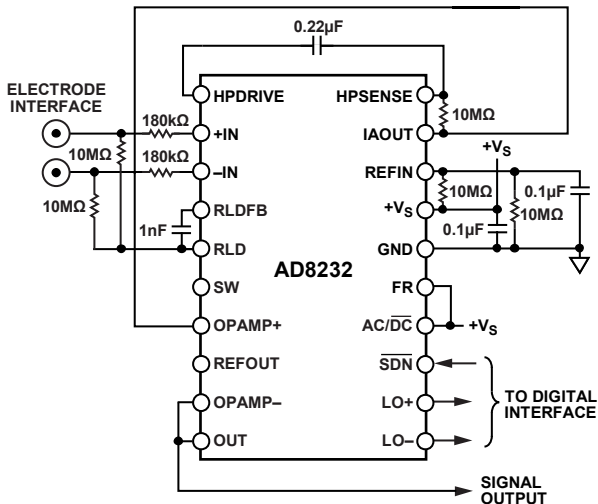 0.22µF
ELECTRODE
INTERFACE
HPDRIVE
HPSENSE
180kΩ
10MΩ
+IN
IAOUT
+VS
10MΩ
180kΩ
–IN
REFIN
10MΩ
10MΩ
0.1µF
RLDFB
+VS
10MΩ
1nF
0.1µF
RLD
GND
AD8232
SW
FR
OPAMP+
AC/DC
+VS
REFOUT
SDN
OPAMP–
LO+
TO DIGITAL
INTERFACE
OUT
LO–
SIGNAL
OUTPUT